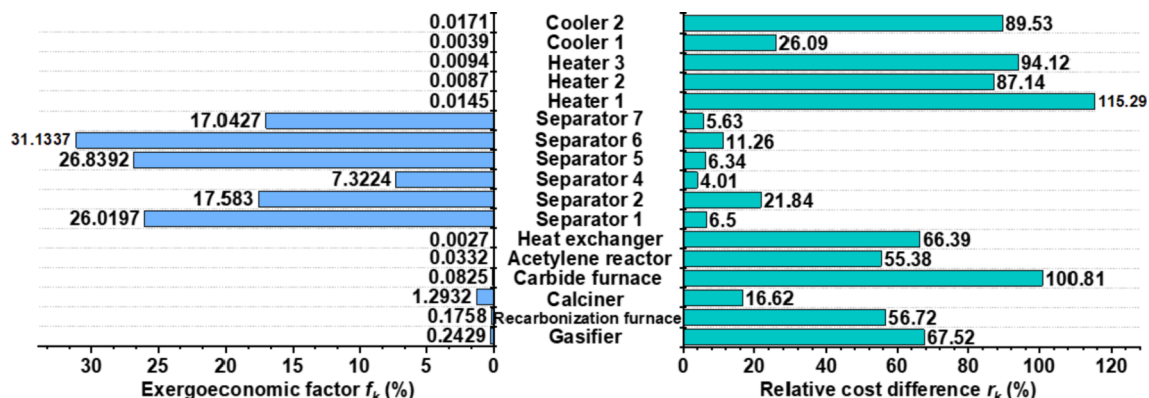 0.0171 Cooler 2 89.53
0.0039 Cooler 1 26.09
0.0094 Heater 3 94.12
0.0087 Heater 2 87.14
0.0145 Heater 1 115.29
17.0427 Separator 7 5.63
31.1337 Separator 6 11.26
26.8392 Separator 5 6.34
7.3224 Separator 4 4.01
17.583 Separator 2 21.84
26.0197 Separator 1 6.5
0.0027 Heat exchanger 66.39
0.0332 Acetylene reactor 55.38
0.0825 Carbide furnace 100.81
1.2932 Calciner 16.62
0.1758 Recarbonization furnace 56.72
0.2429 Gasifier 67.52
30 25 20 15 10 5 0 0 20 40 60 80 100 120
Exergoeconomic factor fk (%) Relative cost difference rk (%)